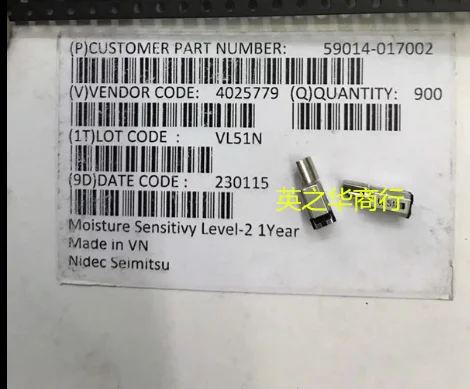 (P)CUSTOMER PART NUMBER: 59014-017002
(V)VENDOR CODE: 4025779 (Q)QUANTITY: 900
(1T)LOT CODE : VL51N
(9D)DATE CODE : 230115
英之华商行
Moisture Sensitivy Level-2 1Year
Made in VN
Nidec Seimitsu